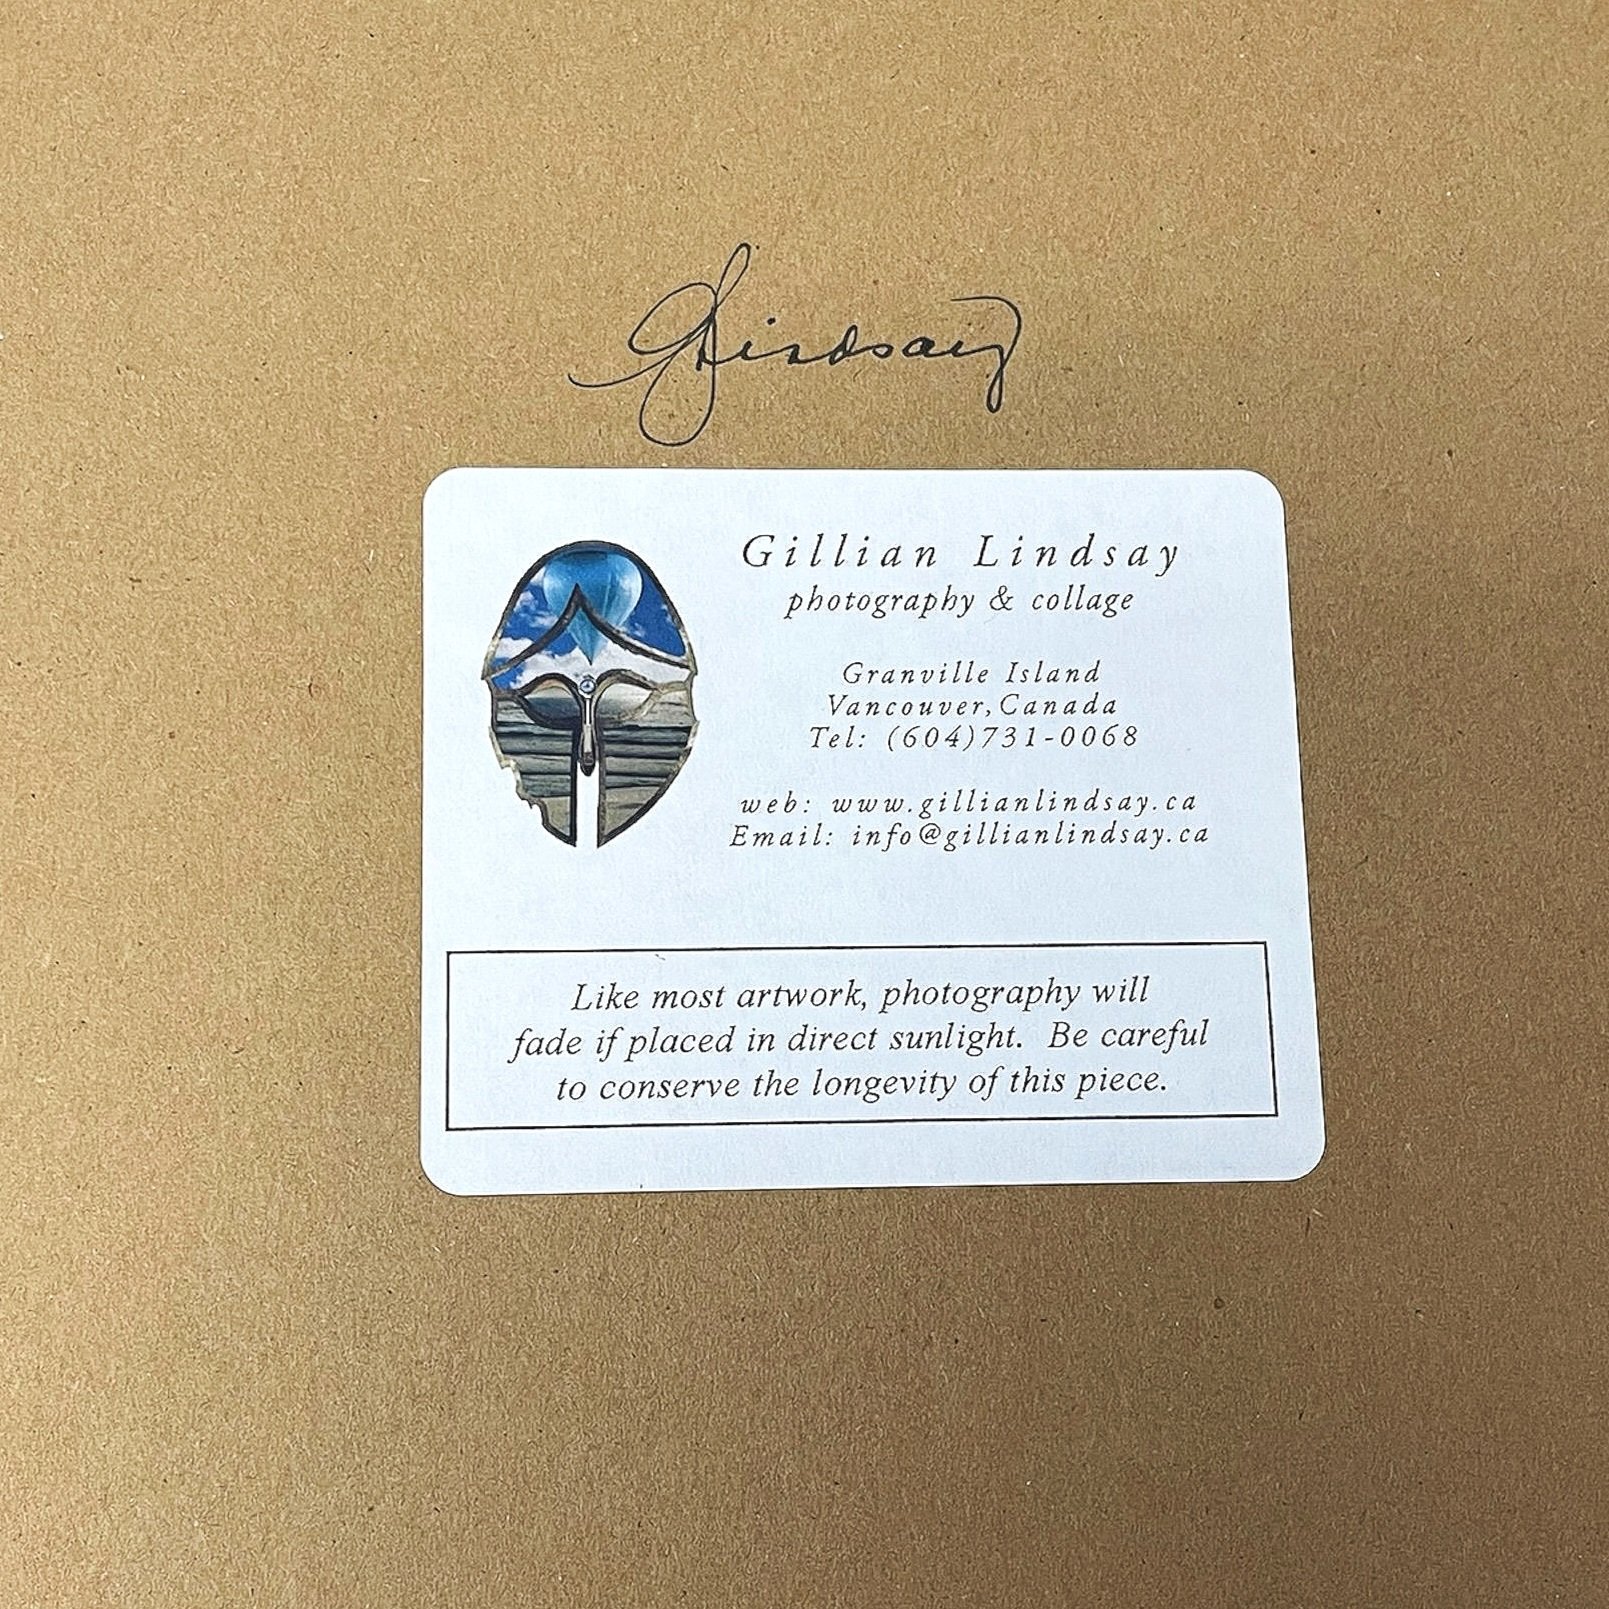 GLindsay
Gillian Lindsay
photography & collage
Granville Island
Vancouver,Canada
Tel: (604)731-0068
web: www.gillianlindsay.ca
Email: info@gillianlindsay.ca
Like most artwork, photography will
fade if placed in direct sunlight. Be careful
to conserve the longevity of this piece.